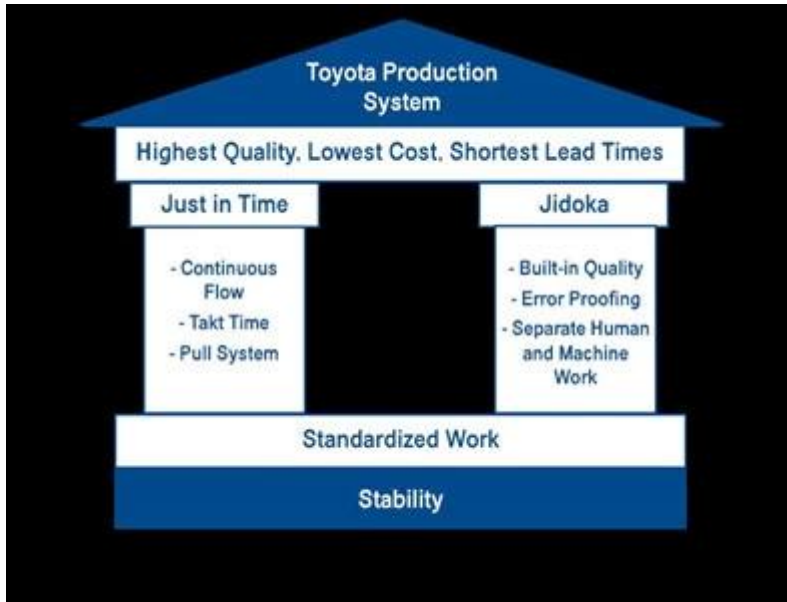 Toyota Production
System
Highest Quality, Lowest Cost, Shortest Lead Times
Just in Time
Jidoka
- Continuous
Flow
- Takt Time
- Pull System
- Built-in Quality
- Error Proofing
- Separate Human
and Machine
Work
Standardized Work
Stability